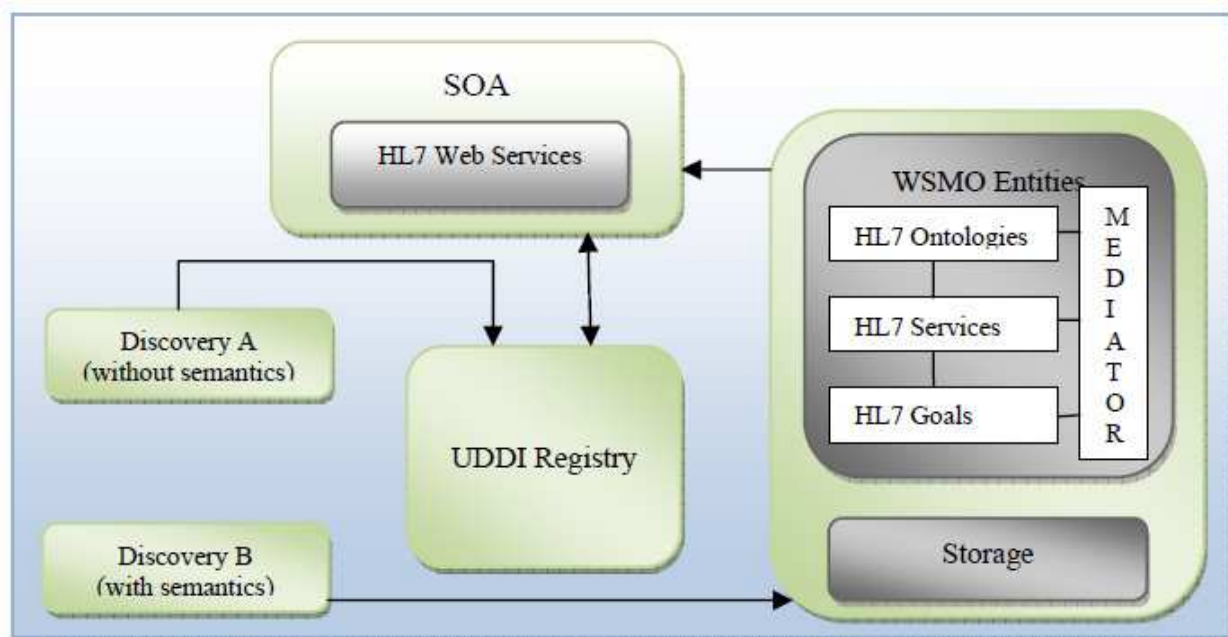 SOA
HL7 Web Services
WSMO Entities
HL7 Ontologies
HL7 Services
HL7 Goals
M
E
D
I
A
T
O
R
Discovery A
(without semantics)
UDDI Registry
Discovery B
(with semantics)
Storage